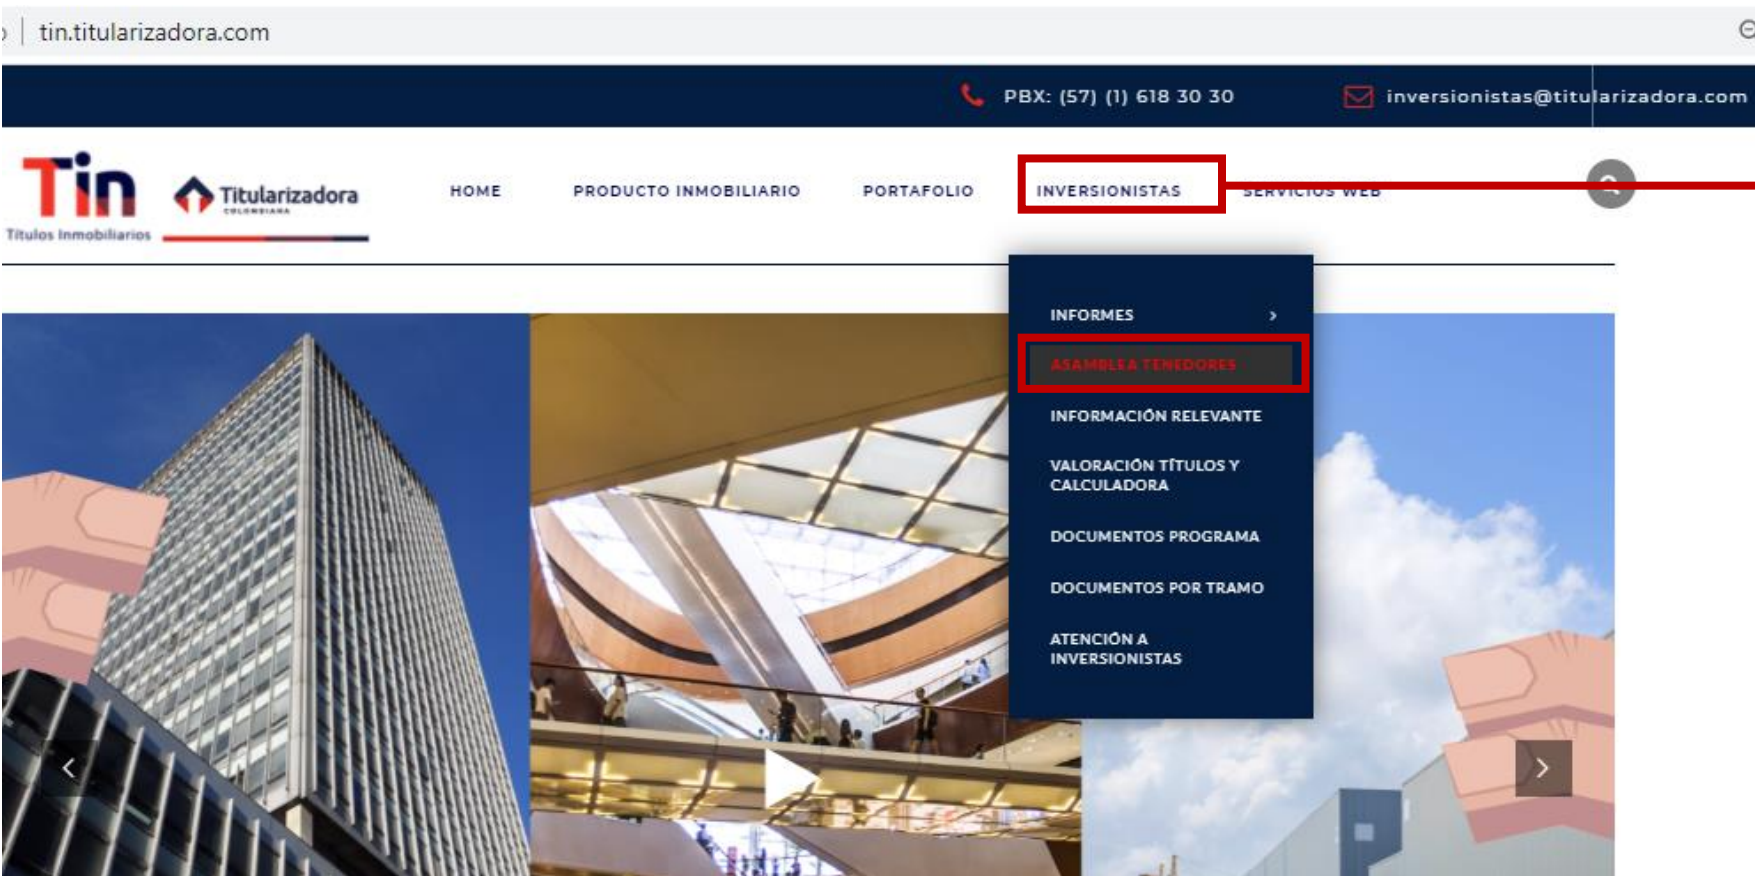 tin.titularizadora.com
PBX: (57) (1) 618 30 30
inversionistas@titularizadora.com
Tin
Títulos Inmobiliarios
Titularizadora
COLOMBIANA
HOME
PRODUCTO INMOBILIARIO
PORTAFOLIO
INVERSIONISTAS
SERVICIOS WEB
INFORMES
ASAMBLEA TENEDORES
INFORMACIÓN RELEVANTE
VALORACIÓN TÍTULOS Y
CALCULADORA
DOCUMENTOS PROGRAMA
DOCUMENTOS POR TRAMO
ATENCIÓN A
INVERSIONISTAS